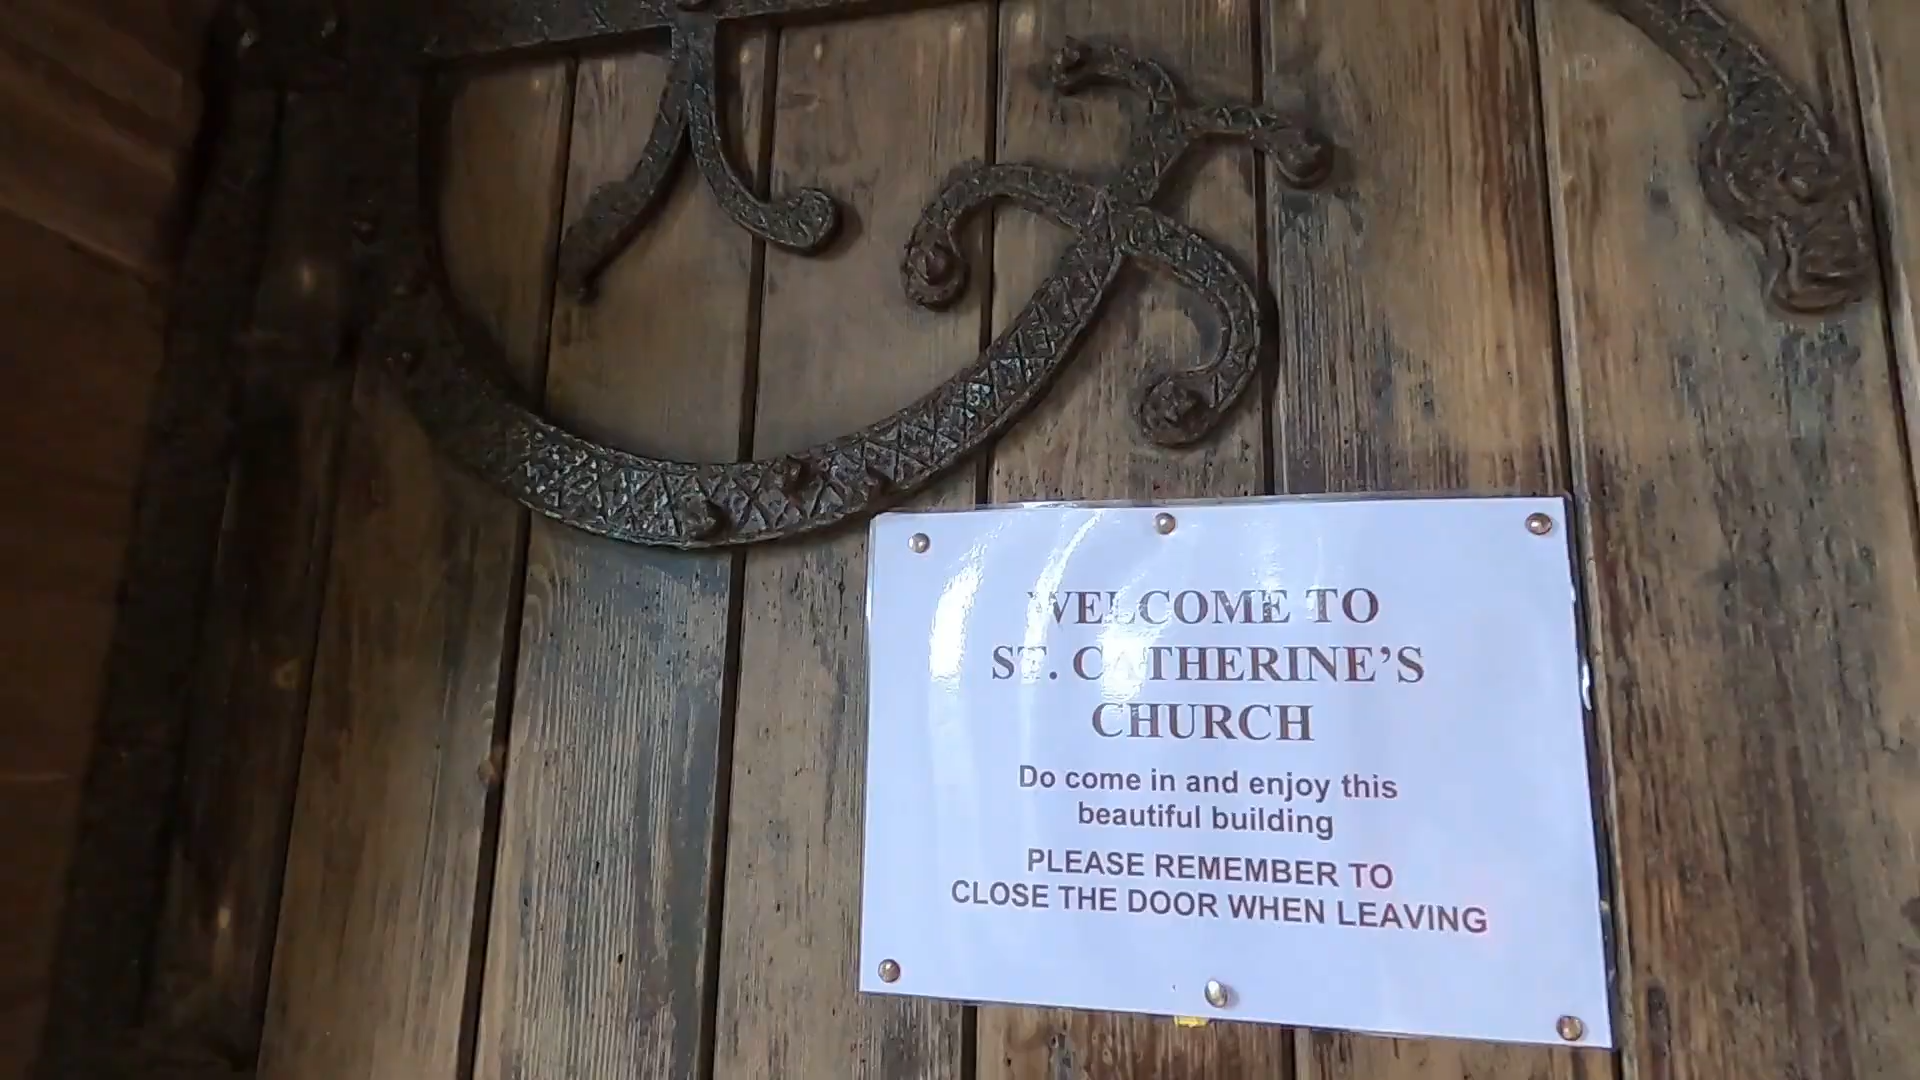 WELCOME TO
ST. CATHERINE'S
CHURCH
Do come in and enjoy this
beautiful building
PLEASE REMEMBER TO
CLOSE THE DOOR WHEN LEAVING